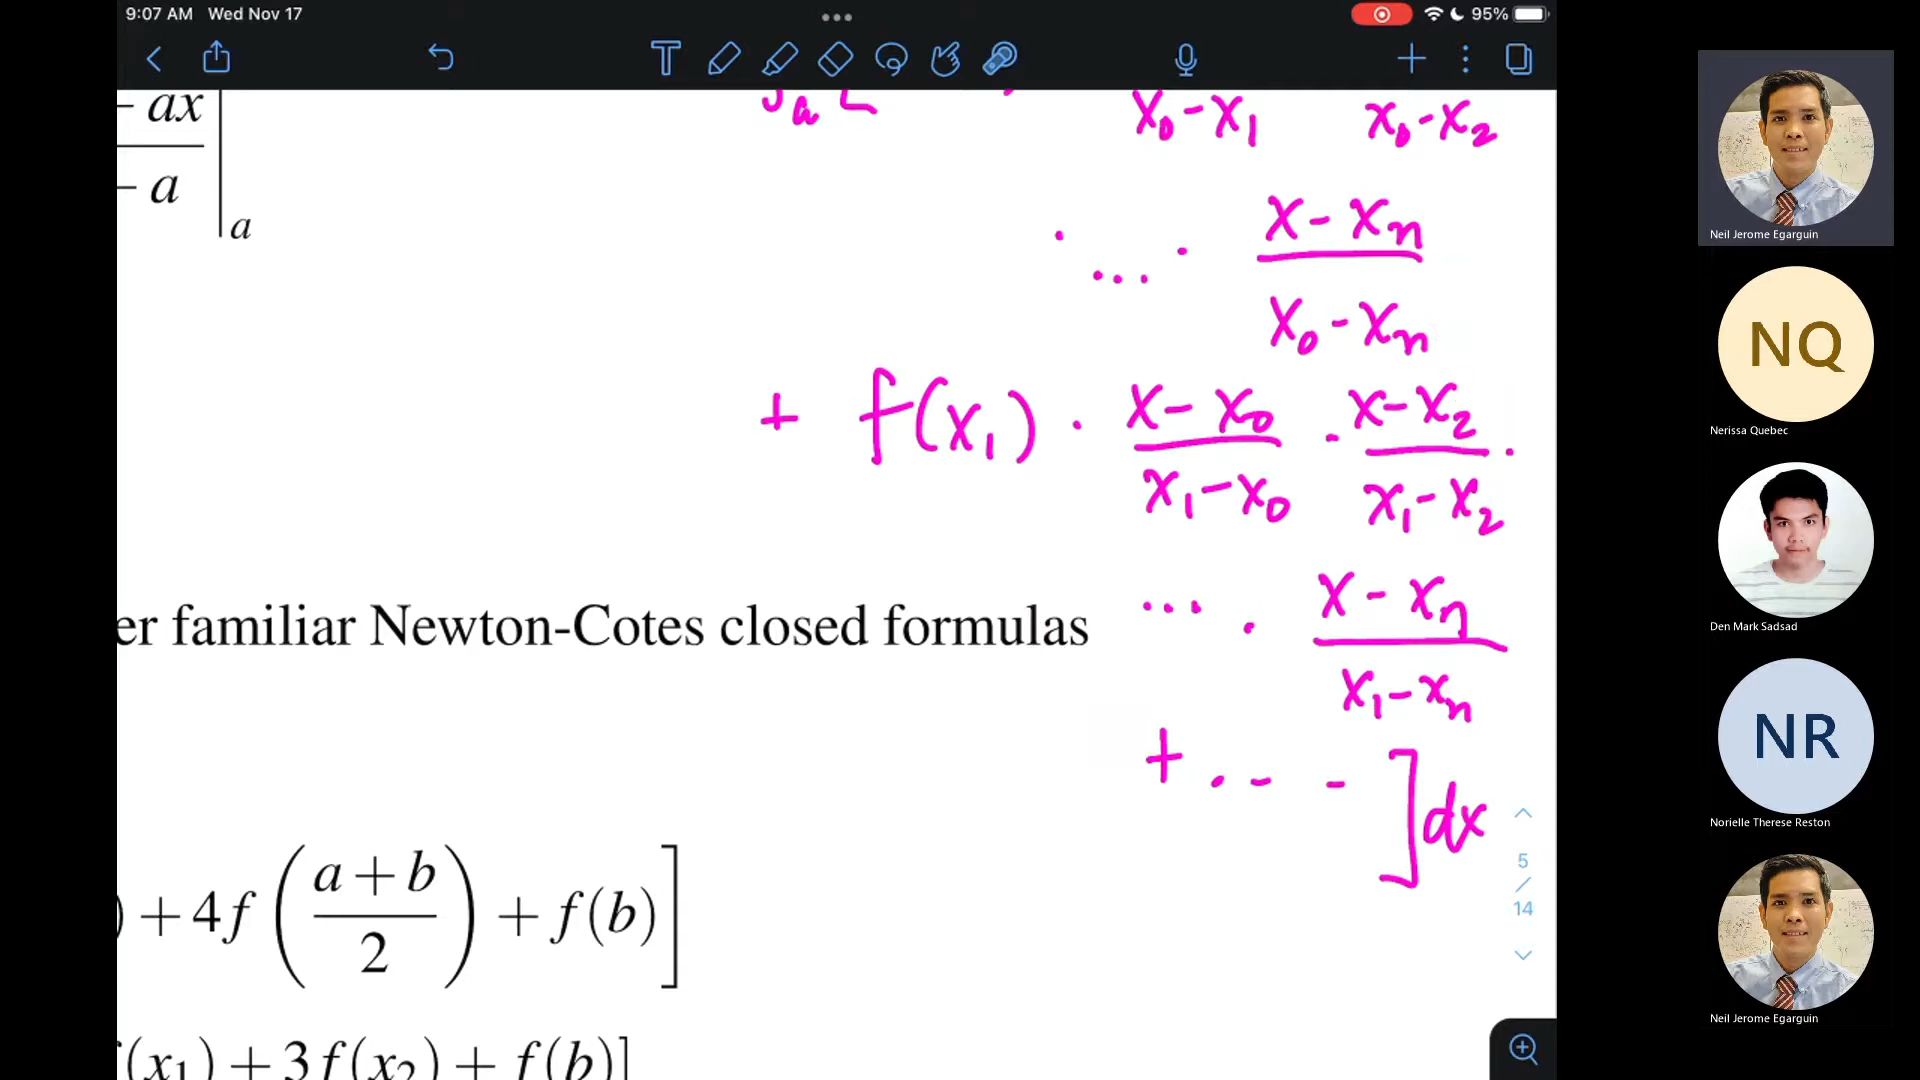 9:07 AM Wed Nov 17
95%
− ax
− a
a
x₀−x₁ x₀−x₂
· ... · x − xₙ
x₀ − xₙ
+ f(x₁) · x − x₀ · x − x₂ ·
x₁ − x₀ x₁ − x₂
er familiar Newton-Cotes closed formulas
... · x − xₙ
x₁ − xₙ
+ . - - ] dx
) + 4f ( a + b / 2 ) + f(b) ]
(x₁) + 3f(x₂) + f(b)]
5
/
14
Neil Jerome Egarguin
NQ
Nerissa Quebec
Den Mark Sadsad
NR
Norielle Therese Reston
Neil Jerome Egarguin